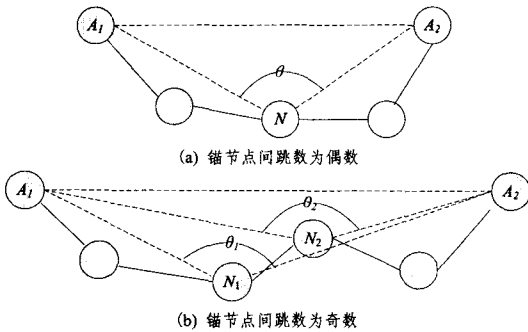 A₁ A₂
θ
N
(a) 锚节点间跳数为偶数
A₁ A₂
θ₂
θ₁ N₂
N₁
(b) 锚节点间跳数为奇数